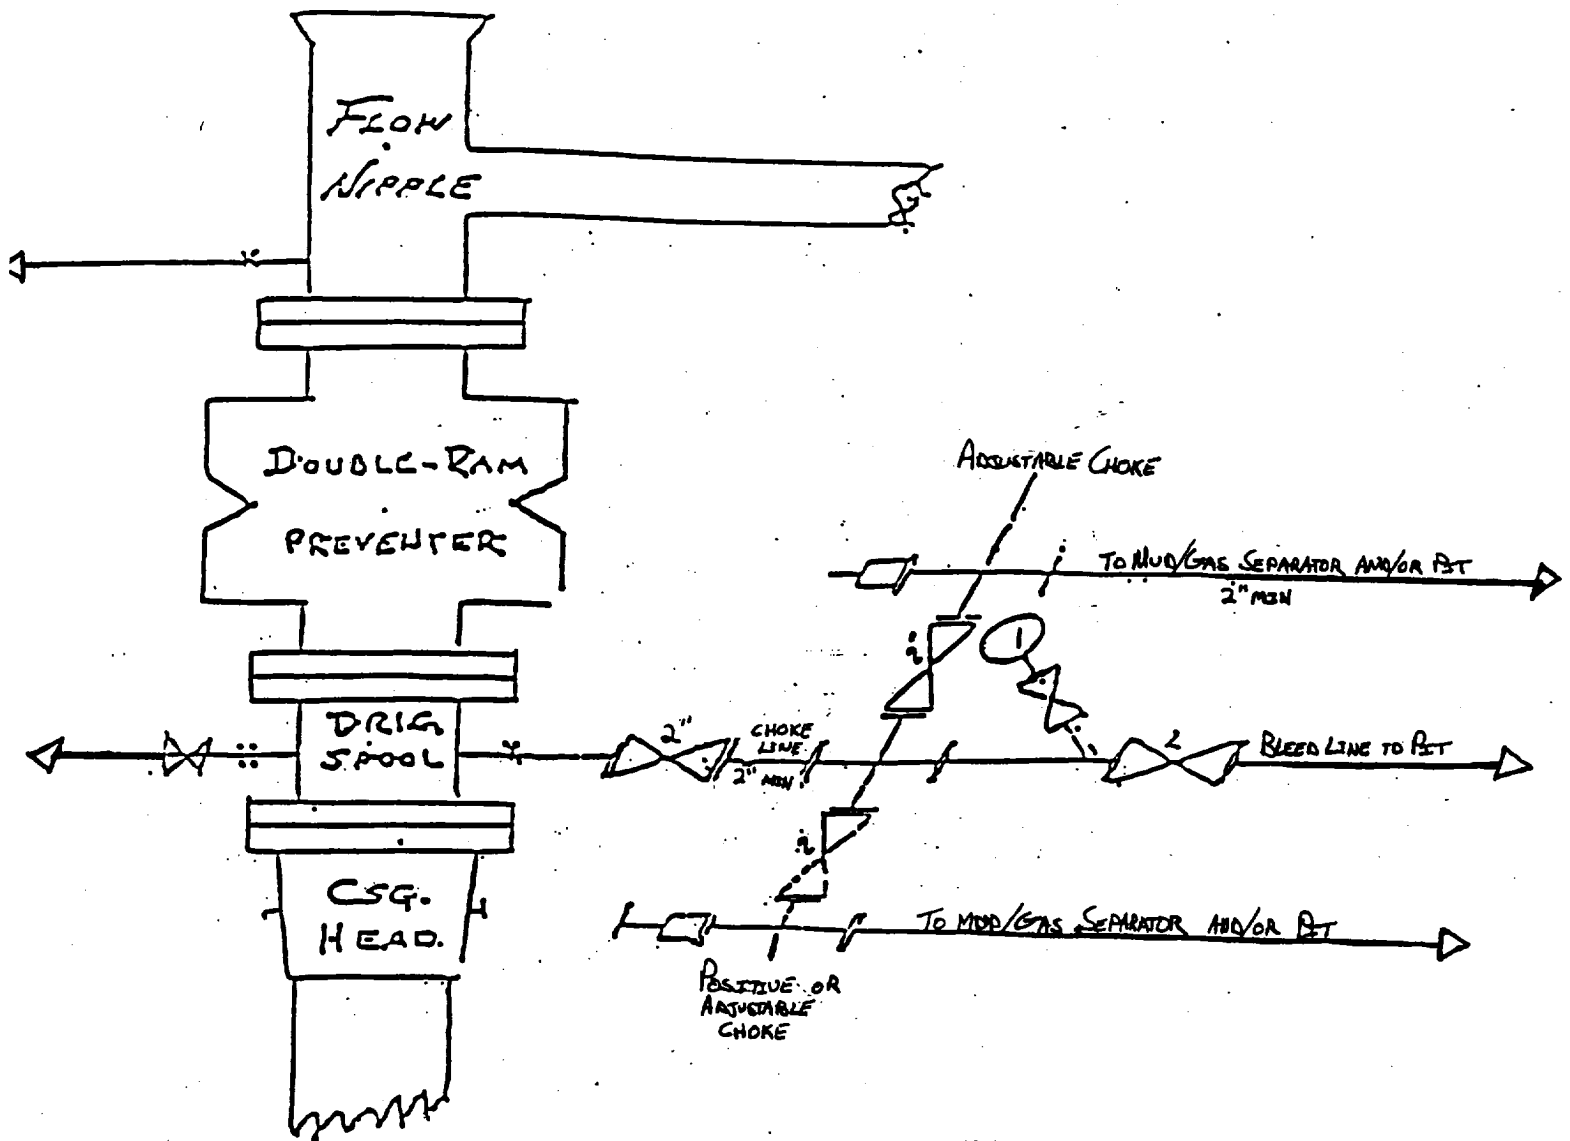 FLOW
NIPPLE
DOUBLE-RAM
PREVENTER
ADJUSTABLE CHOKE
TO MUD/GAS SEPARATOR AND/OR PIT
2" MIN
1
2
DRLG
SPOOL
2"
CHOKE
LINE
2" MIN
2
BLEED LINE TO PIT
2
CSG.
HEAD.
TO MUD/GAS SEPARATOR AND/OR PIT
POSITIVE OR
ADJUSTABLE
CHOKE